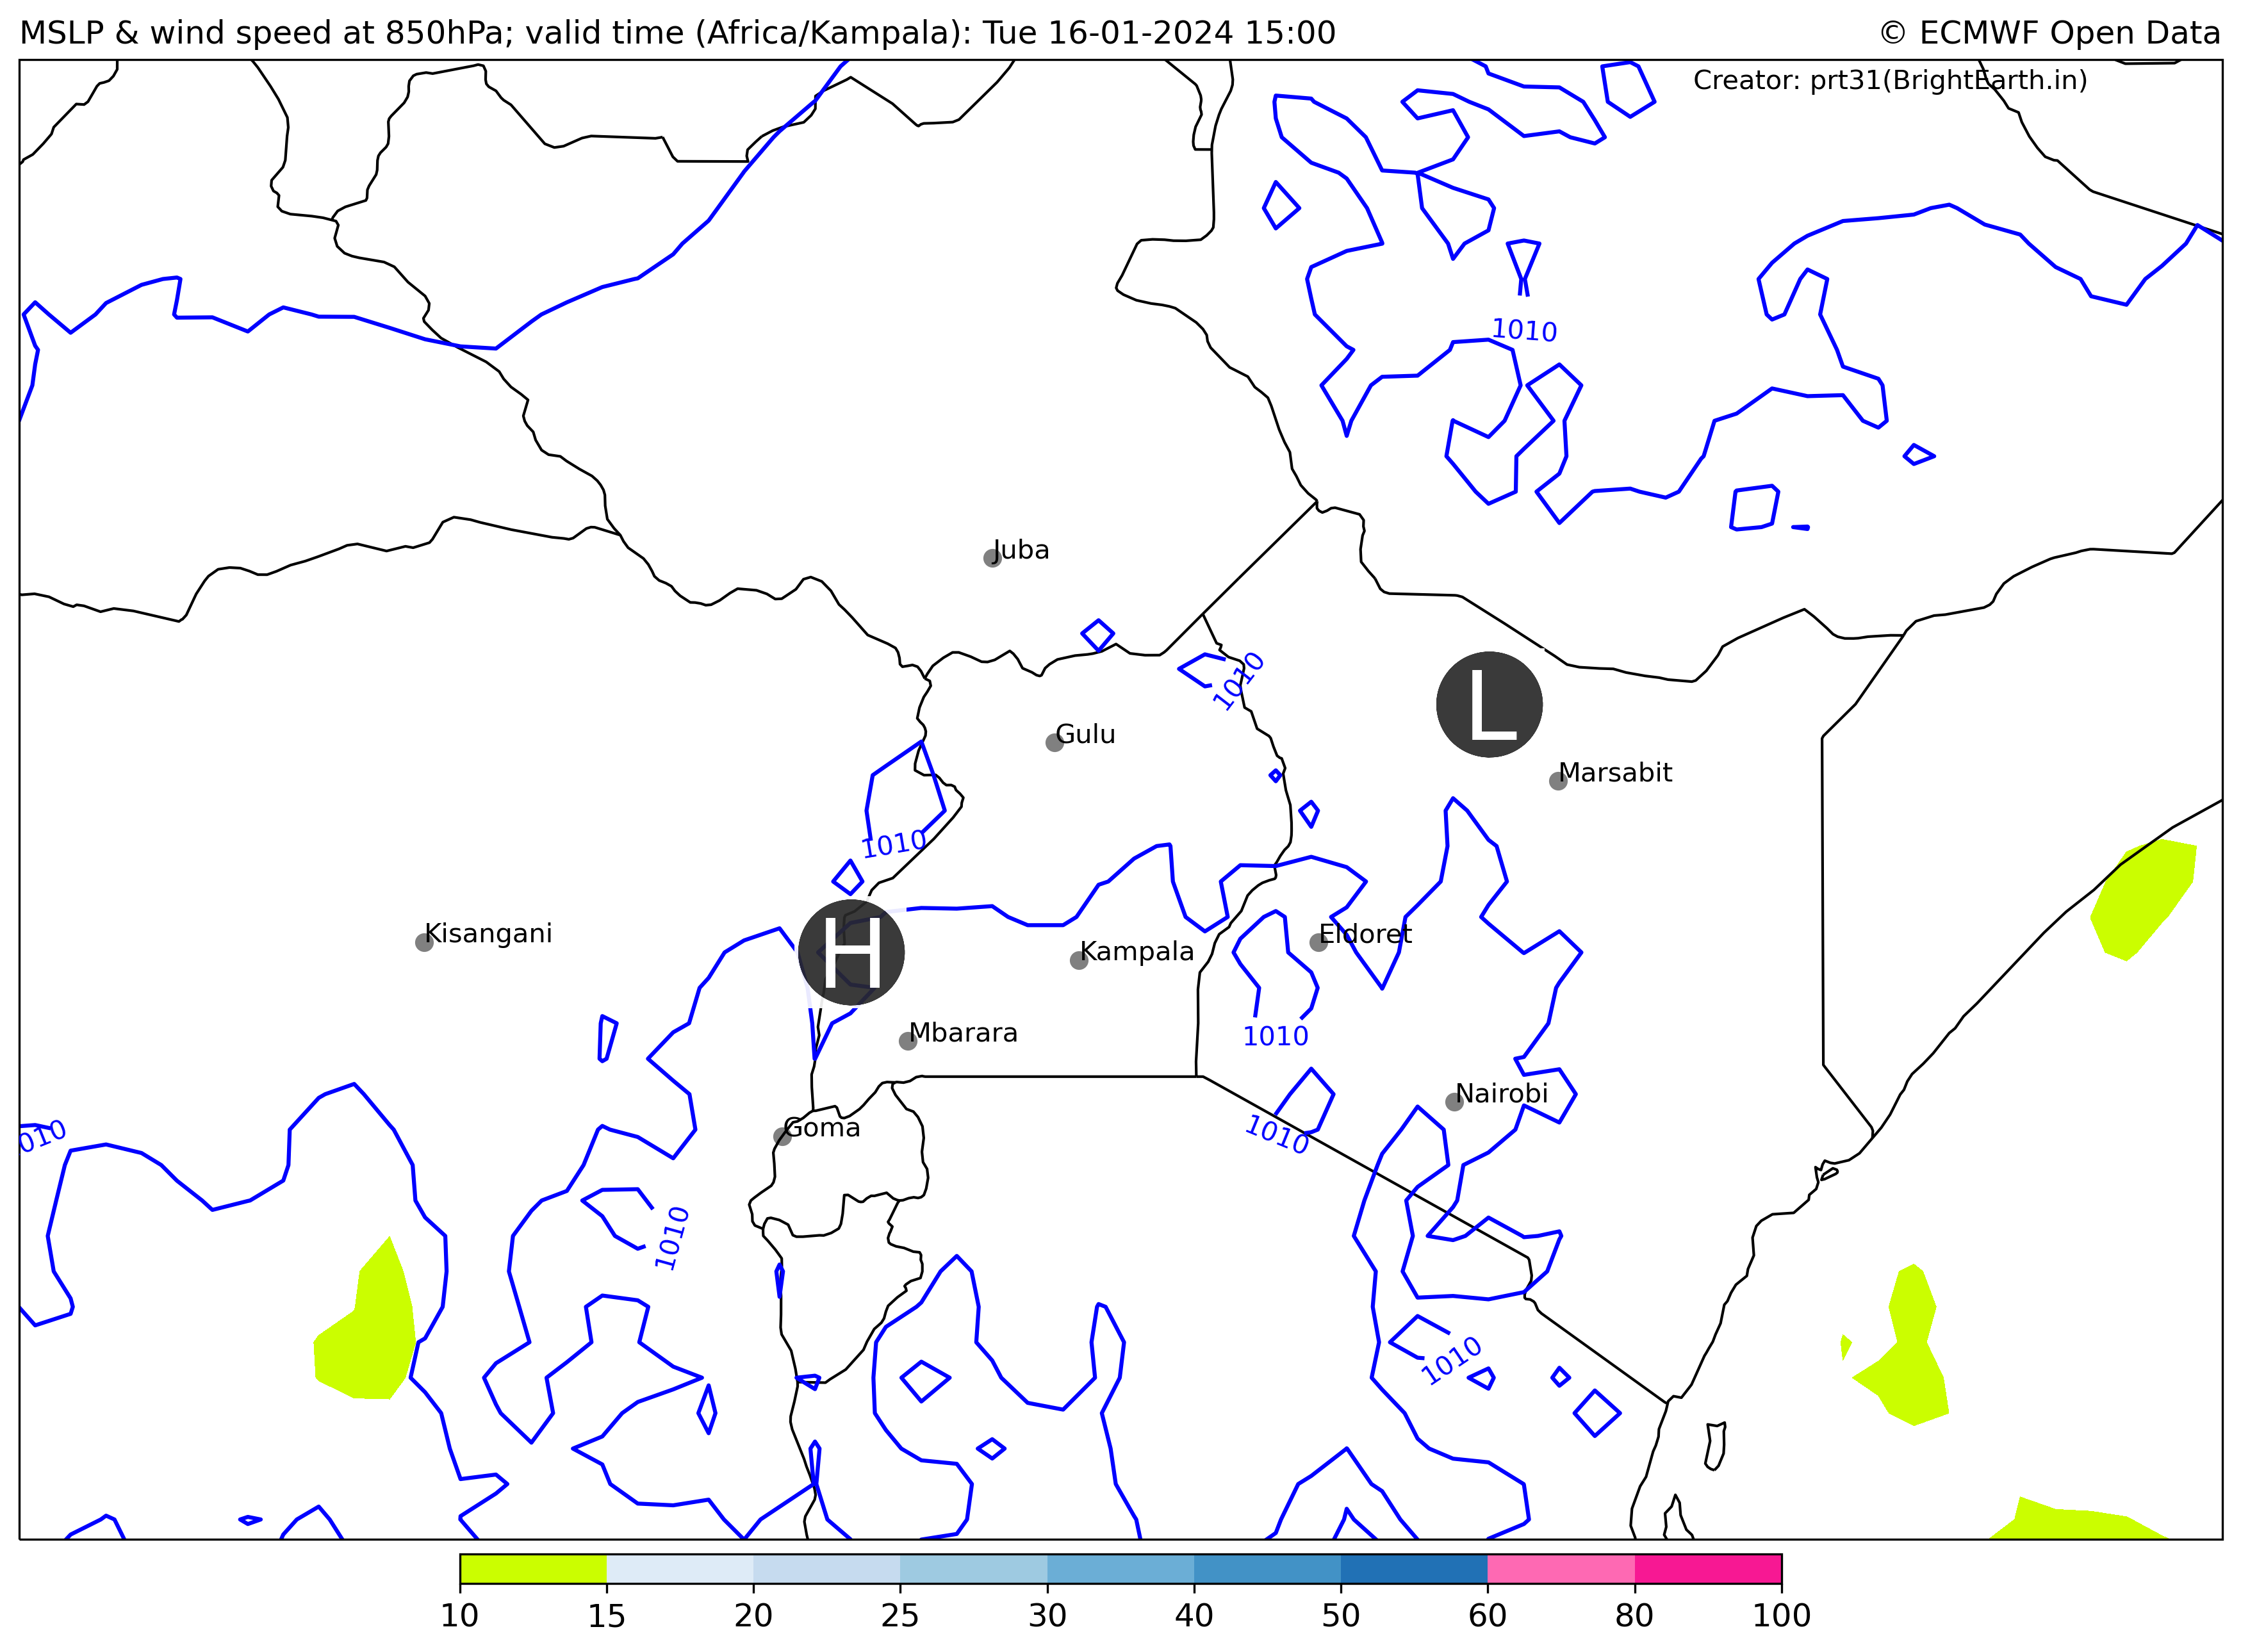 MSLP & wind speed at 850hPa; valid time (Africa/Kampala): Tue 16-01-2024 15:00
© ECMWF Open Data
Creator: prt31(BrightEarth.in)
1010
Juba
1010
L
Gulu
Marsabit
1010
Kisangani
H
Kampala
Eldoret
Mbarara
1010
Nairobi
Goma
010
1010
1010
1010
10 15 20 25 30 40 50 60 80 100